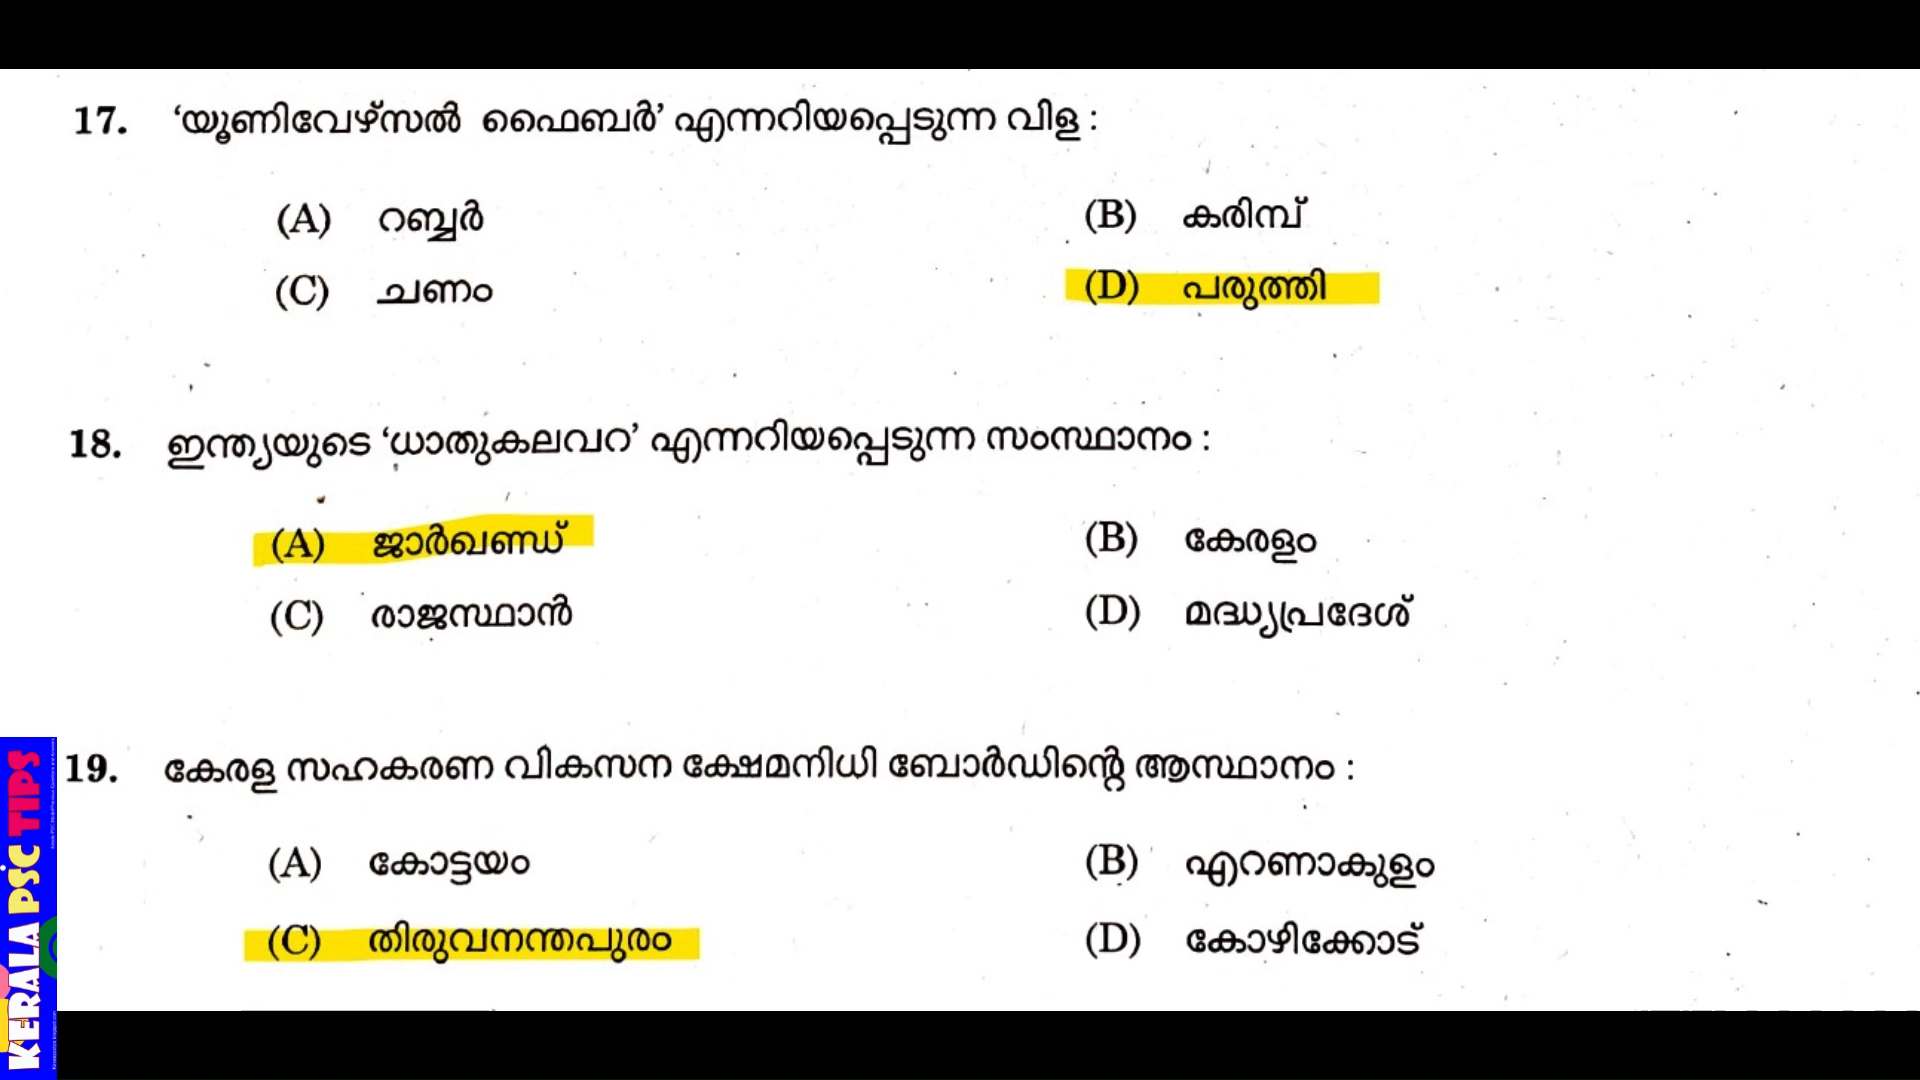 17. ‘യൂണിവേഴ്സൽ ഫൈബർ’ എന്നറിയപ്പെടുന്ന വിള :
(A) റബ്ബർ (B) കരിമ്പ്
(C) ചണം (D) പരുത്തി
18. ഇന്ത്യയുടെ ‘ധാതുകലവറ’ എന്നറിയപ്പെടുന്ന സംസ്ഥാനം :
(A) ജാർഖണ്ഡ് (B) കേരളം
(C) രാജസ്ഥാൻ (D) മദ്ധ്യപ്രദേശ്
19. കേരള സഹകരണ വികസന ക്ഷേമനിധി ബോർഡിന്റെ ആസ്ഥാനം :
(A) കോട്ടയം (B) എറണാകുളം
(C) തിരുവനന്തപുരം (D) കോഴിക്കോട്
KERALA PSC TIPS